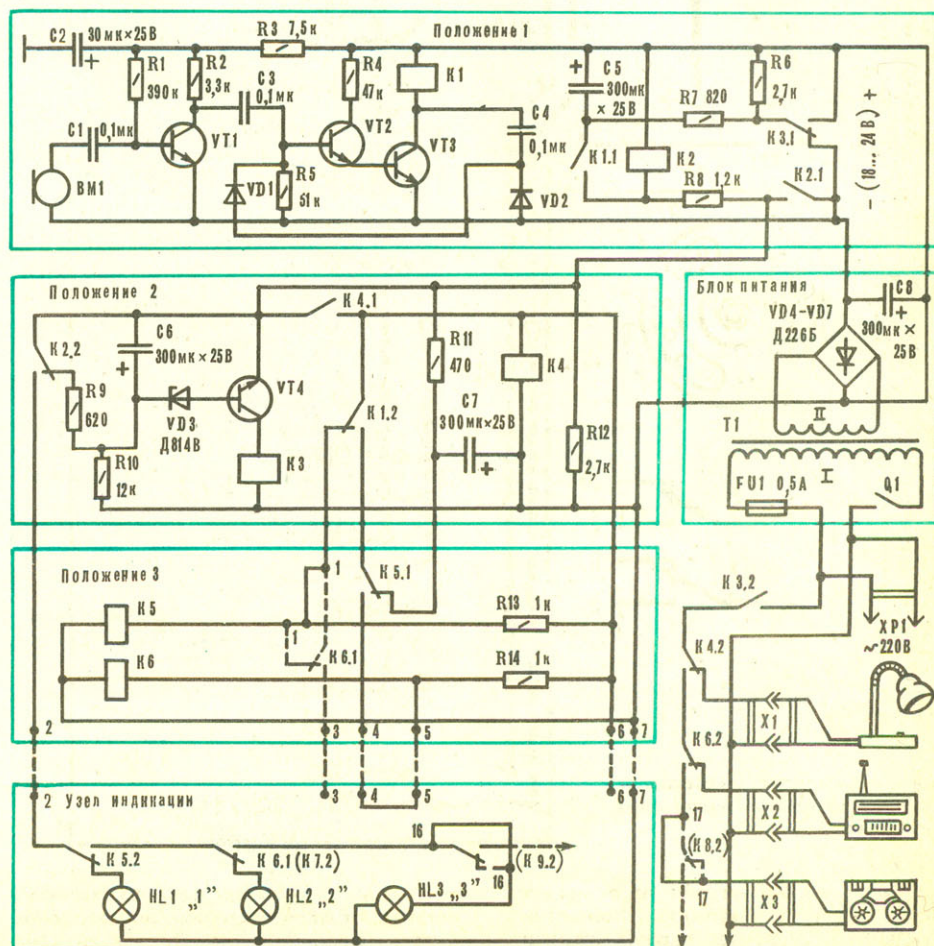 C2 30мк×25В
R3 7,5к
Положение 1
R1 390к
R2 3,3к
C3 0,1мк
R4 47к
K1
C5 300мк ×25В
R6 2,7к
C1 0,1мк
VT1
VT2
VT3
C4 0,1мк
R7 820
K3.1
BM1
VD1
R5 51к
VD2
K1.1
K2
R8 1,2к
K2.1
− (18... 24В) +
Положение 2
K4.1
Блок питания
C6 300мк×25В
K2.2
R9 620
VD3 Д814В
VT4
R10 12к
K3
R11 470
K1.2
C7 300мк×25В
K4
R12 2,7к
VD4-VD7 Д226Б
C8 300мк× 25В
T1
II
I
FU1 0,5А
Q1
Положение 3
1
K5.1
K5
1
K6.1
R13 1к
K6
R14 1к
2
3
4
5
6
7
K3,2
XP1 ~220В
K4.2
X1
K6.2
X2
17
(K8,2)
17
X3
2 Узел индикации
3
4
5
6
7
16
K5.2
K6.1 (K7.2)
16
(K9.2)
HL1 „1”
HL2 „2”
HL3 „3”